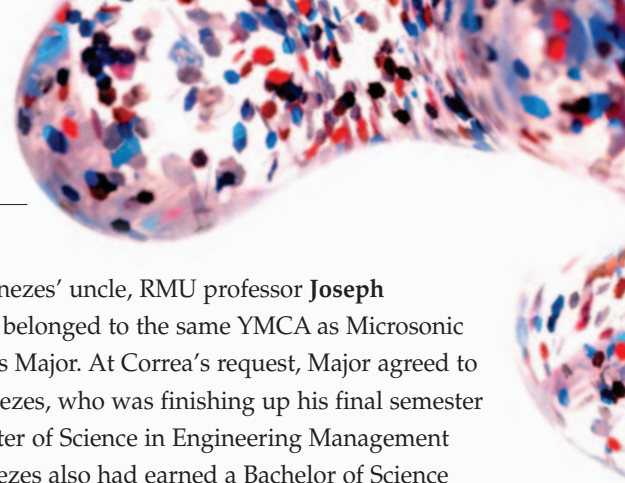 nezes’ uncle, RMU professor Joseph
belonged to the same YMCA as Microsonic
s Major. At Correa’s request, Major agreed to
ezes, who was finishing up his final semester
ter of Science in Engineering Management
ezes also had earned a Bachelor of Science